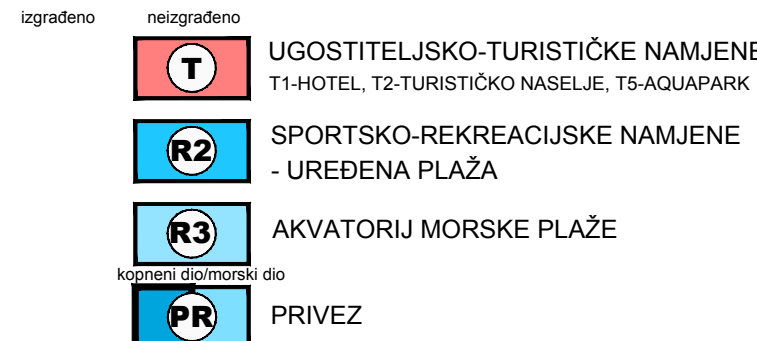 izgrađeno neizgrađeno
T UGOSTITELJSKO-TURISTIČKE NAMJENE
T1-HOTEL, T2-TURISTIČKO NASELJE, T5-AQUAPARK
R2 SPORTSKO-REKREACIJSKE NAMJENE
- UREĐENA PLAŽA
R3 AKVATORIJ MORSKE PLAŽE
kopneni dio/morski dio
PR PRIVEZ